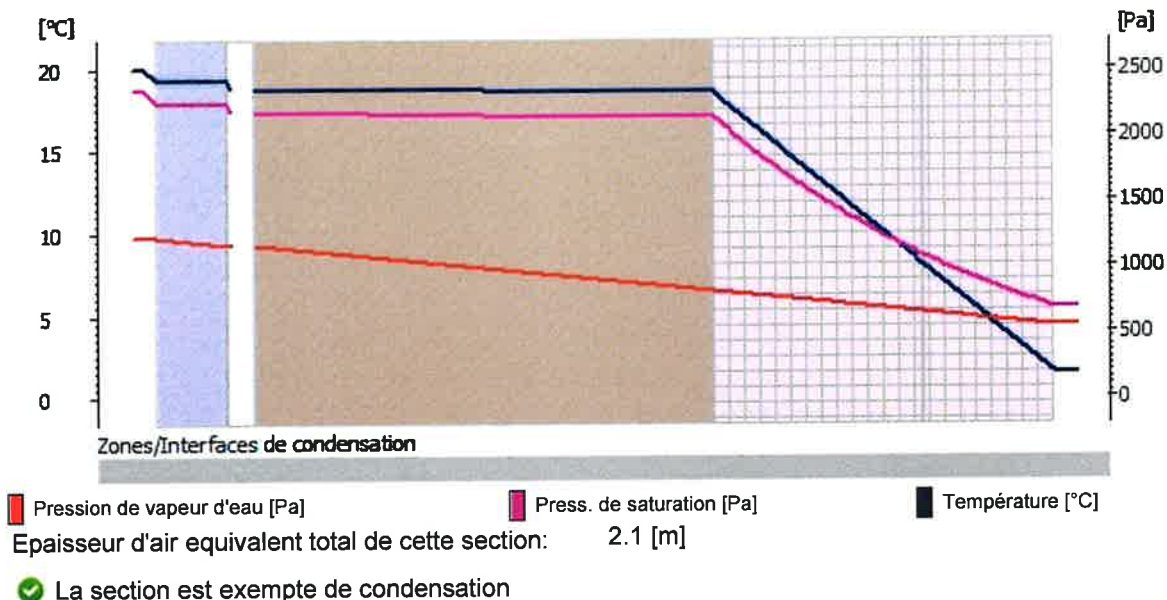 [°C]
[Pa]
20
15
10
5
0
2500
2000
1500
1000
500
0
Zones/Interfaces de condensation
Pression de vapeur d'eau [Pa]
Press. de saturation [Pa]
Température [°C]
Epaisseur d'air equivalent total de cette section: 2.1 [m]
La section est exempte de condensation